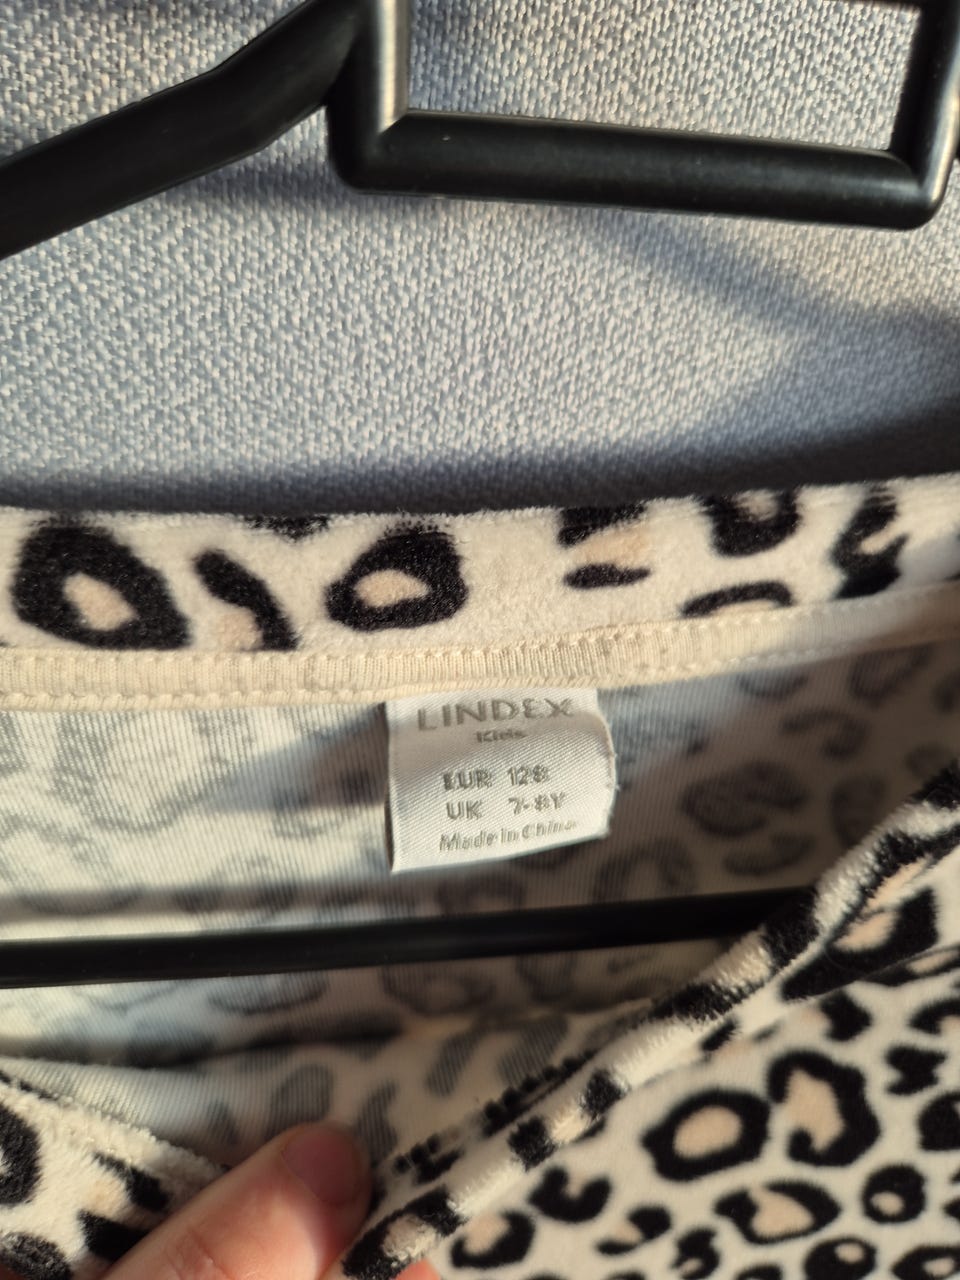 LINDEX
Kids
EUR 128
UK 7-8Y
Made in China